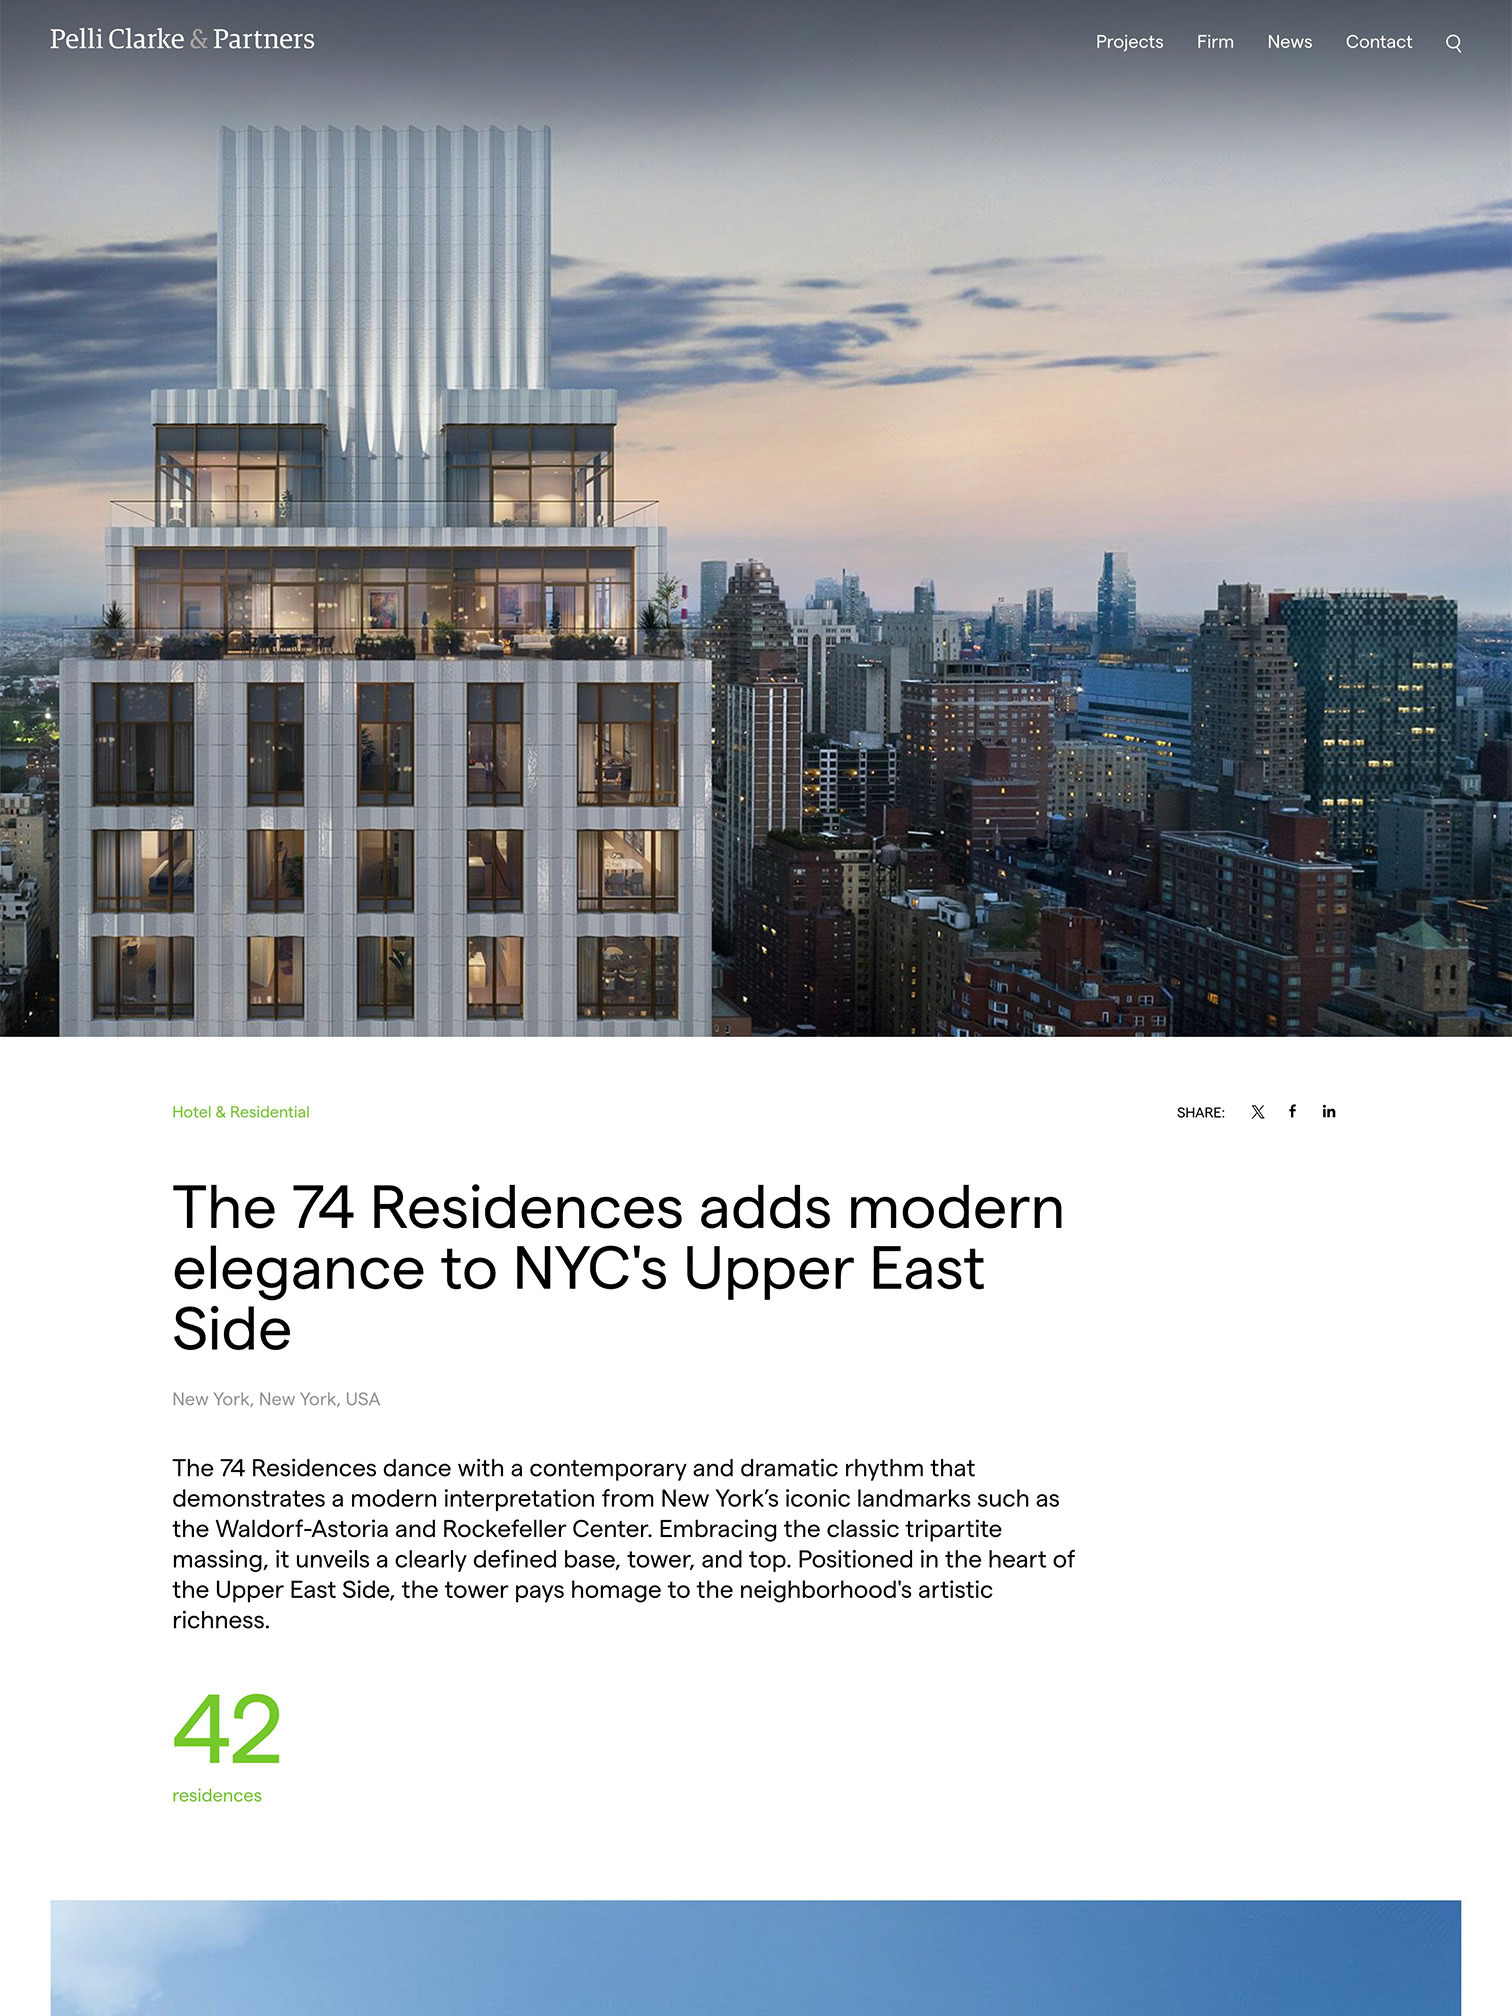 Pelli Clarke & Partners
Projects Firm News Contact
Hotel & Residential
SHARE:
The 74 Residences adds modern
elegance to NYC's Upper East
Side
New York, New York, USA
The 74 Residences dance with a contemporary and dramatic rhythm that
demonstrates a modern interpretation from New York’s iconic landmarks such as
the Waldorf-Astoria and Rockefeller Center. Embracing the classic tripartite
massing, it unveils a clearly defined base, tower, and top. Positioned in the heart of
the Upper East Side, the tower pays homage to the neighborhood's artistic
richness.
42
residences